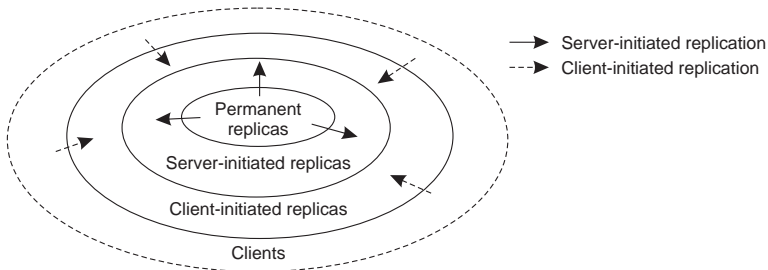 Server-initiated replication
Client-initiated replication
Permanent
replicas
Server-initiated replicas
Client-initiated replicas
Clients